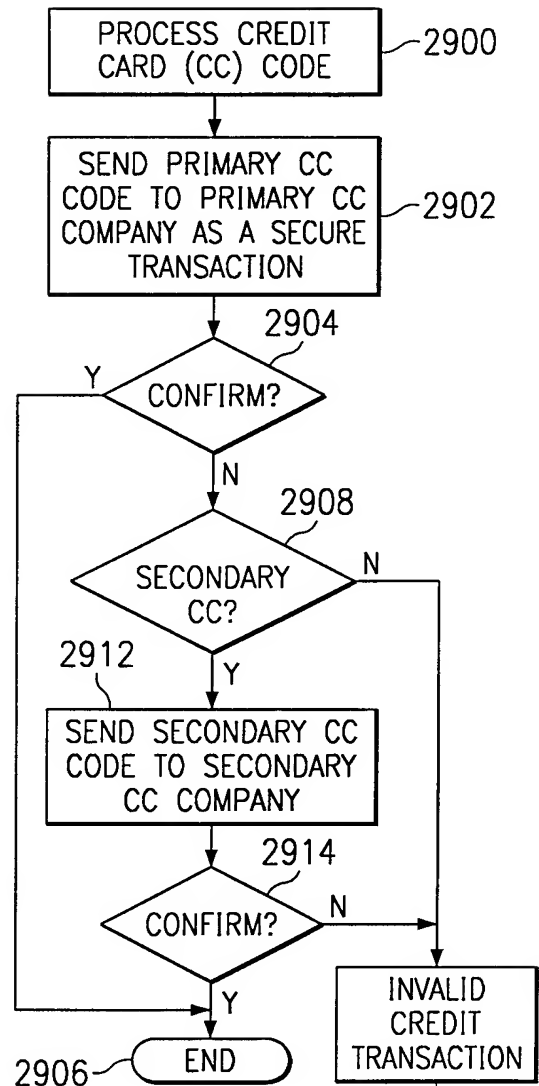 PROCESS CREDIT
CARD (CC) CODE
2900
SEND PRIMARY CC
CODE TO PRIMARY CC
COMPANY AS A SECURE
TRANSACTION
2902
2904
Y
CONFIRM?
N
2908
SECONDARY
CC?
N
Y
2912
SEND SECONDARY CC
CODE TO SECONDARY
CC COMPANY
2914
CONFIRM?
N
Y
INVALID
CREDIT
TRANSACTION
2906
END